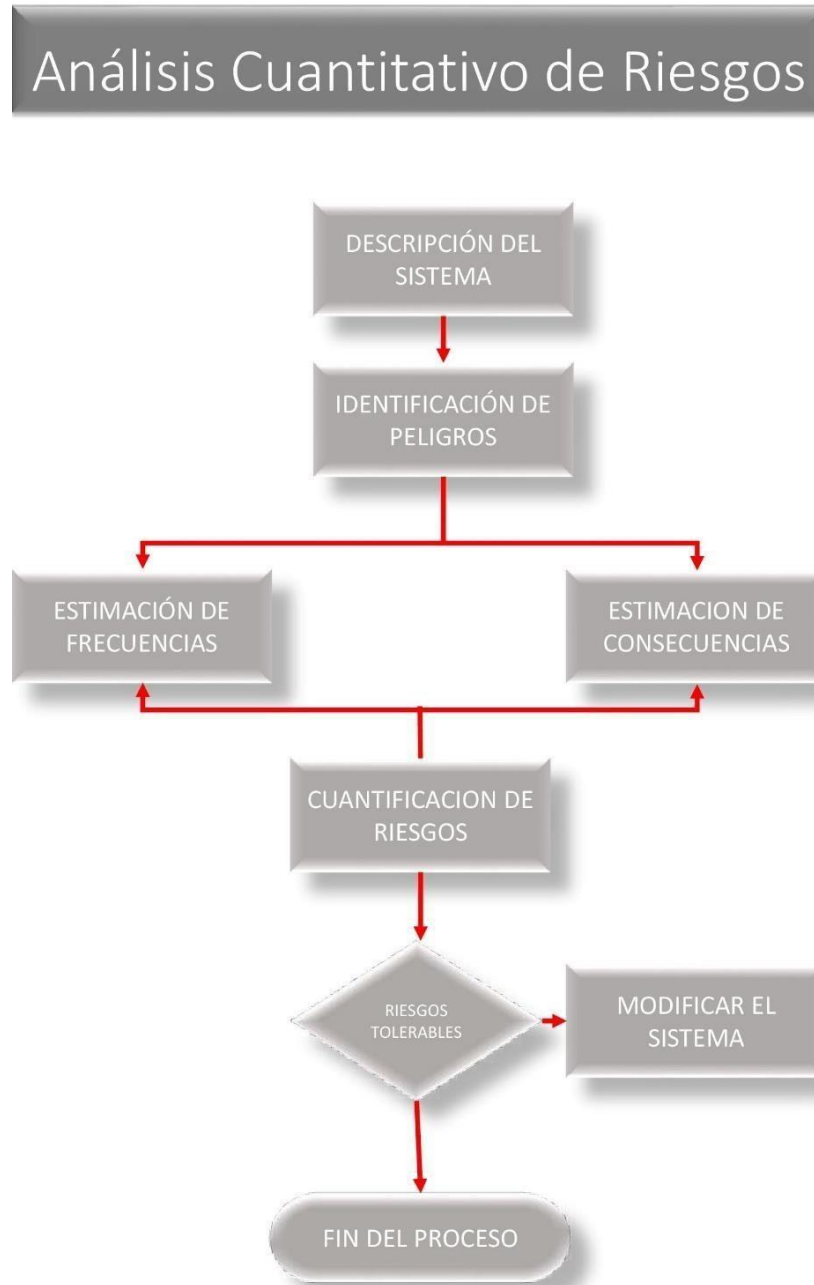 Análisis Cuantitativo de Riesgos
DESCRIPCIÓN DEL
SISTEMA
IDENTIFICACIÓN DE
PELIGROS
ESTIMACIÓN DE
FRECUENCIAS
ESTIMACION DE
CONSECUENCIAS
CUANTIFICACION DE
RIESGOS
RIESGOS
TOLERABLES
MODIFICAR EL
SISTEMA
FIN DEL PROCESO